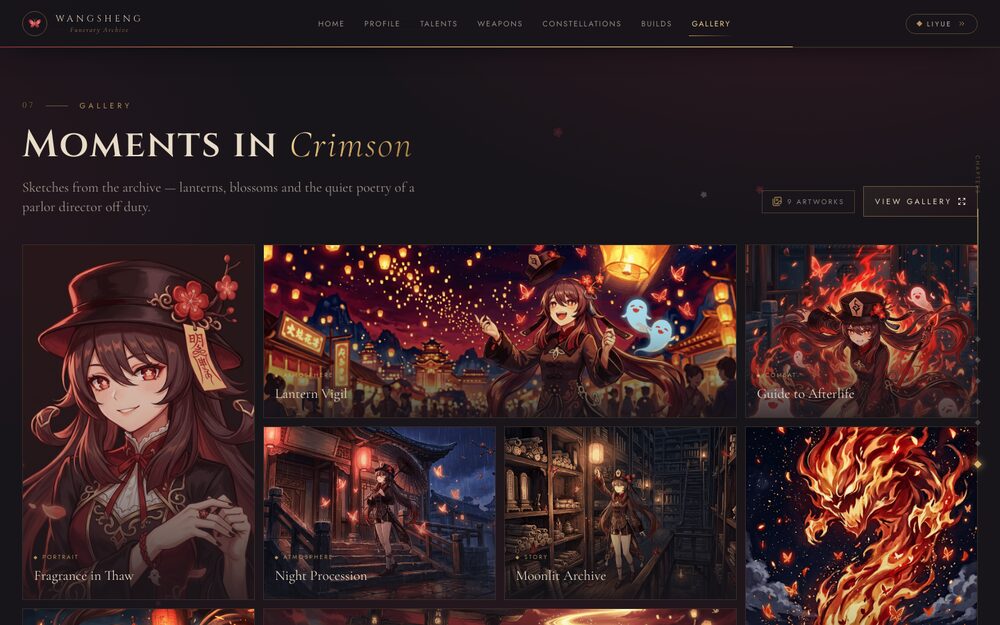 WANGSHENG
Funerary Archive
HOME PROFILE TALENTS WEAPONS CONSTELLATIONS BUILDS GALLERY
LIYUE
07 GALLERY
MOMENTS IN Crimson
Sketches from the archive — lanterns, blossoms and the quiet poetry of a
parlor director off duty.
9 ARTWORKS
VIEW GALLERY
ATMOSPHERE
Lantern Vigil
COMBAT
Guide to Afterlife
PORTRAIT
Fragrance in Thaw
ATMOSPHERE
Night Procession
STORY
Moonlit Archive